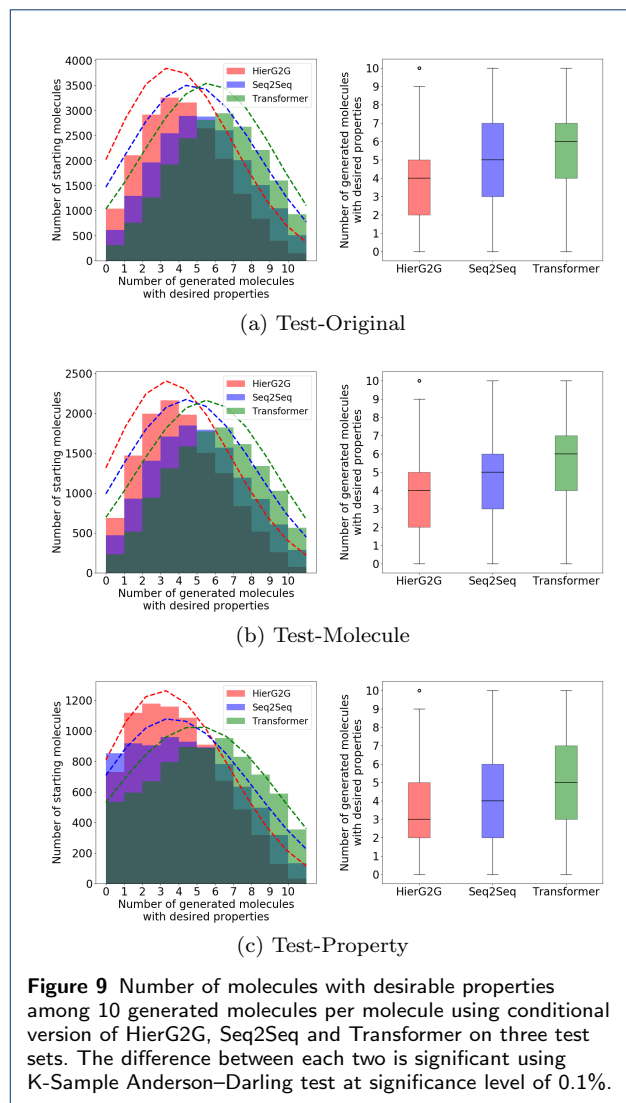 4000
3500
3000
2500
2000
1500
1000
500
0
Number of starting molecules
HierG2G
Seq2Seq
Transformer
0 1 2 3 4 5 6 7 8 9 10
Number of generated molecules
with desired properties
10
9
8
7
6
5
4
3
2
1
0
Number of generated molecules
with desired properties
HierG2G Seq2Seq Transformer
(a) Test-Original
2500
2000
1500
1000
500
0
Number of starting molecules
HierG2G
Seq2Seq
Transformer
0 1 2 3 4 5 6 7 8 9 10
Number of generated molecules
with desired properties
10
9
8
7
6
5
4
3
2
1
0
Number of generated molecules
with desired properties
HierG2G Seq2Seq Transformer
(b) Test-Molecule
1200
1000
800
600
400
200
0
Number of starting molecules
HierG2G
Seq2Seq
Transformer
0 1 2 3 4 5 6 7 8 9 10
Number of generated molecules
with desired properties
10
9
8
7
6
5
4
3
2
1
0
Number of generated molecules
with desired properties
HierG2G Seq2Seq Transformer
(c) Test-Property
Figure 9 Number of molecules with desirable properties
among 10 generated molecules per molecule using conditional
version of HierG2G, Seq2Seq and Transformer on three test
sets. The difference between each two is significant using
K-Sample Anderson–Darling test at significance level of 0.1%.